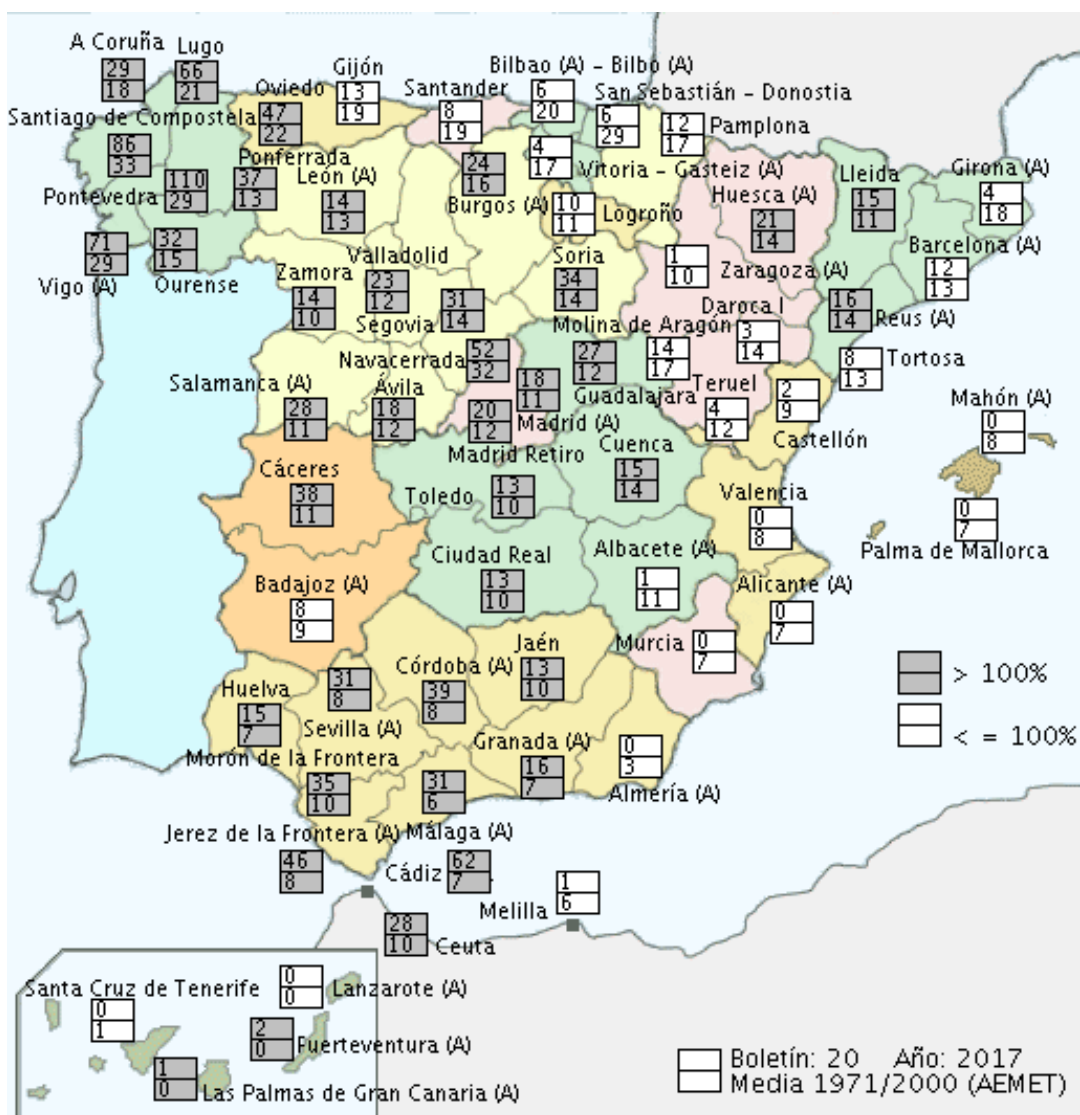 A Coruña
29
18
Lugo
66
21
Oviedo
47
22
Gijón
13
19
Santander
8
19
Bilbao (A) - Bilbo (A)
6
20
San Sebastián - Donostia
6
29
Pamplona
12
17
Santiago de Compostela
86
33
Ponferrada
37
13
León (A)
14
13
Burgos (A)
24
16
Vitoria - Gasteiz (A)
4
17
Logroño
10
11
Huesca (A)
21
14
Lleida
15
11
Girona (A)
4
18
Pontevedra
110
29
Vigo (A)
71
29
Ourense
32
15
Zamora
14
10
Valladolid
23
12
Soria
34
14
Zaragoza (A)
1
10
Barcelona (A)
12
13
Segovia
31
14
Molina de Aragón
14
17
Daroca I
3
14
Reus (A)
16
14
Tortosa
8
13
Navacerrada
52
32
Guadalajara
27
12
Teruel
4
12
Castellón
2
9
Mahón (A)
0
8
Salamanca (A)
28
11
Ávila
18
12
Madrid (A)
18
11
Madrid Retiro
20
12
Cuenca
15
14
Cáceres
38
11
Toledo
13
10
Valencia
0
8
Palma de Mallorca
0
7
Badajoz (A)
8
9
Ciudad Real
13
10
Albacete (A)
1
11
Alicante (A)
0
7
Murcia
0
7
Huelva
15
7
Sevilla (A)
31
8
Córdoba (A)
39
8
Jaén
13
10
> 100%
< = 100%
Morón de la Frontera
35
10
Málaga (A)
31
6
Granada (A)
16
7
Almería (A)
0
3
Jerez de la Frontera (A)
46
8
Cádiz
62
7
Melilla
1
6
Ceuta
28
10
Santa Cruz de Tenerife
0
1
Lanzarote (A)
0
0
Fuerteventura (A)
2
0
Las Palmas de Gran Canaria (A)
1
0
Boletín: 20 Año: 2017
Media 1971/2000 (AEMET)